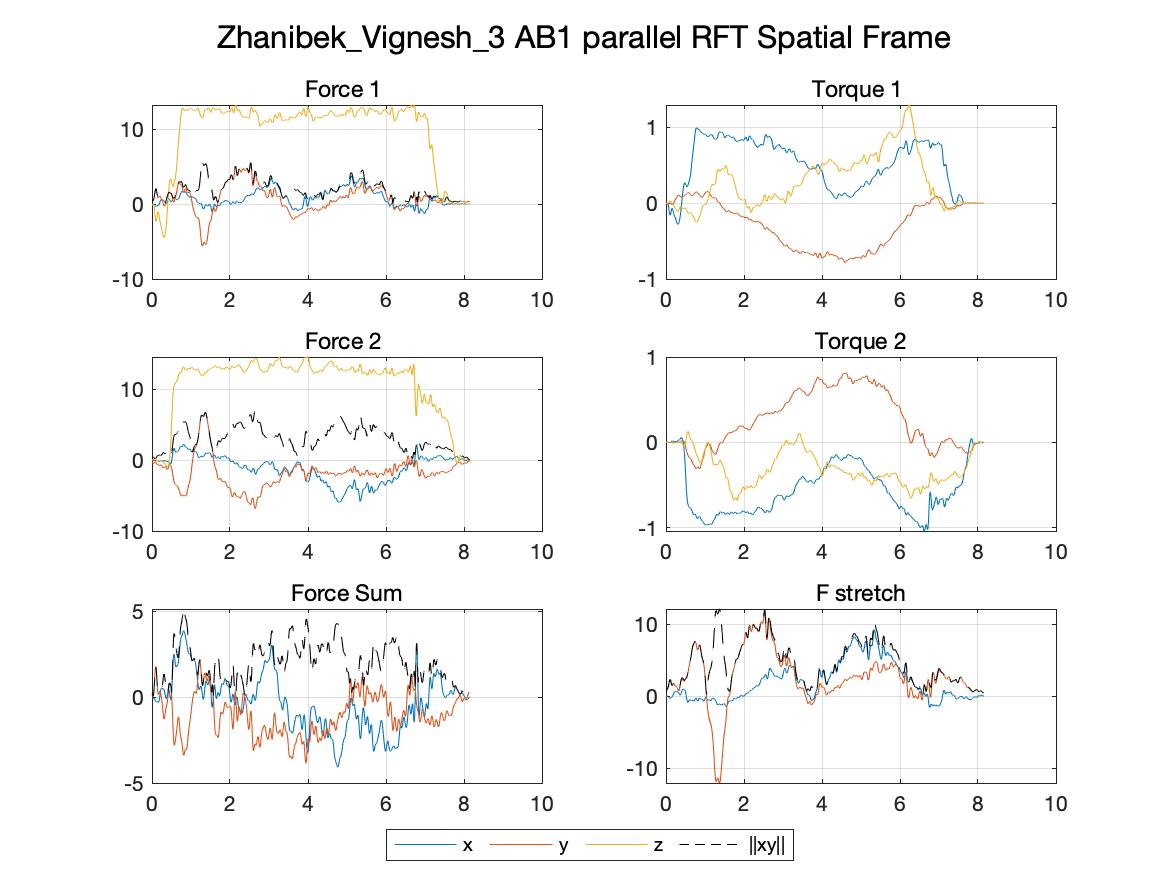 Zhanibek_Vignesh_3 AB1 parallel RFT Spatial Frame
Force 1
10
0
-10
0 2 4 6 8 10
Torque 1
1
0
-1
0 2 4 6 8 10
Force 2
10
0
-10
0 2 4 6 8 10
Torque 2
1
0
-1
0 2 4 6 8 10
Force Sum
5
0
-5
0 2 4 6 8 10
F stretch
10
0
-10
0 2 4 6 8 10
x y z ||xy||